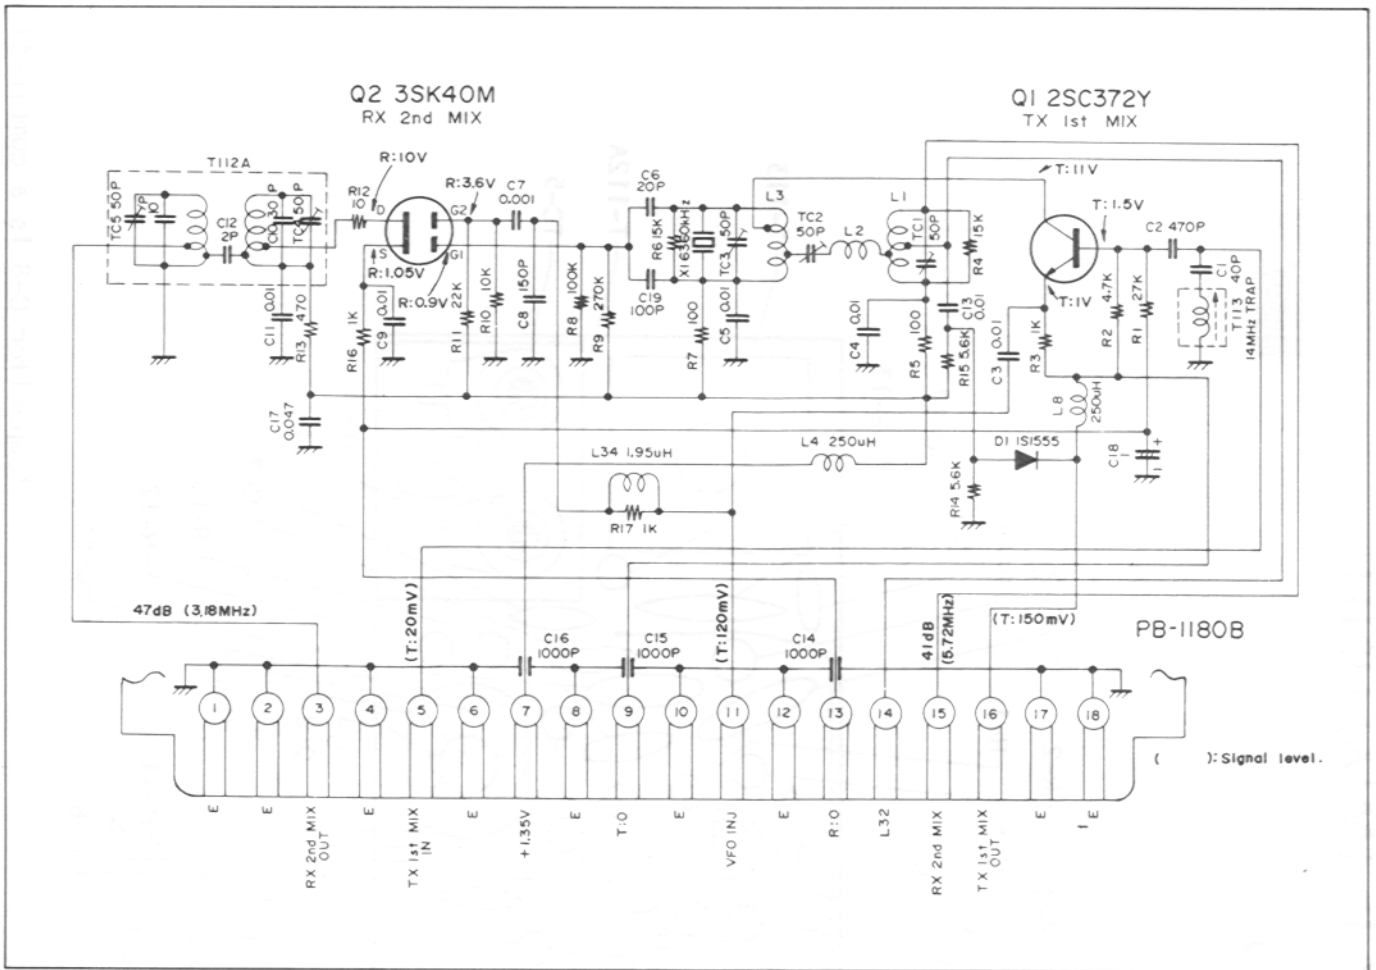 Q2 3SK40M
RX 2nd MIX
Q1 2SC372Y
TX 1st MIX
T112A
R:10V
R:3.6V
C7
0.001
C6
20P
L3
TC2
50P
L2
L1
T:11V
T:1.5V
C2 470P
TC5 50P
10
P
C12
2P
C10 30
P
TC4 50P
R12
10
D
S
G2
G1
R:1.05V
R:0.9V
C11 0.01
R13 470
R16 1K
C9 0.01
R11 22K
R10 10K
C8 150P
R8 100K
R9 270K
C19
100P
R6 15K
X1 6360kHz
TC3 50P
R7 100
C5 0.01
C4 0.01
TC1 50P
R4 15K
R5 100
C13
0.01
R15 5.6K
C3 0.01
T:1V
R3 1K
R2 4.7K
R1 27K
C1
40P
T113
14MHz TRAP
C17
0.047
L34 1.95uH
R17 1K
L4 250uH
D1 1S1555
R14 5.6K
L8
250uH
C18
1
+
47dB (3.18MHz)
(T:20mV)
C16
1000P
C15
1000P
(T:120mV)
C14
1000P
41dB
(5.72MHz)
(T:150mV)
PB-1180B
1 2 3 4 5 6 7 8 9 10 11 12 13 14 15 16 17 18
( ):Signal level.
E
E
RX 2nd MIX
OUT
E
TX 1st MIX
IN
E
+1.35V
E
T:0
E
VFO INJ
E
R:0
L32
RX 2nd MIX
TX 1st MIX
OUT
E
E